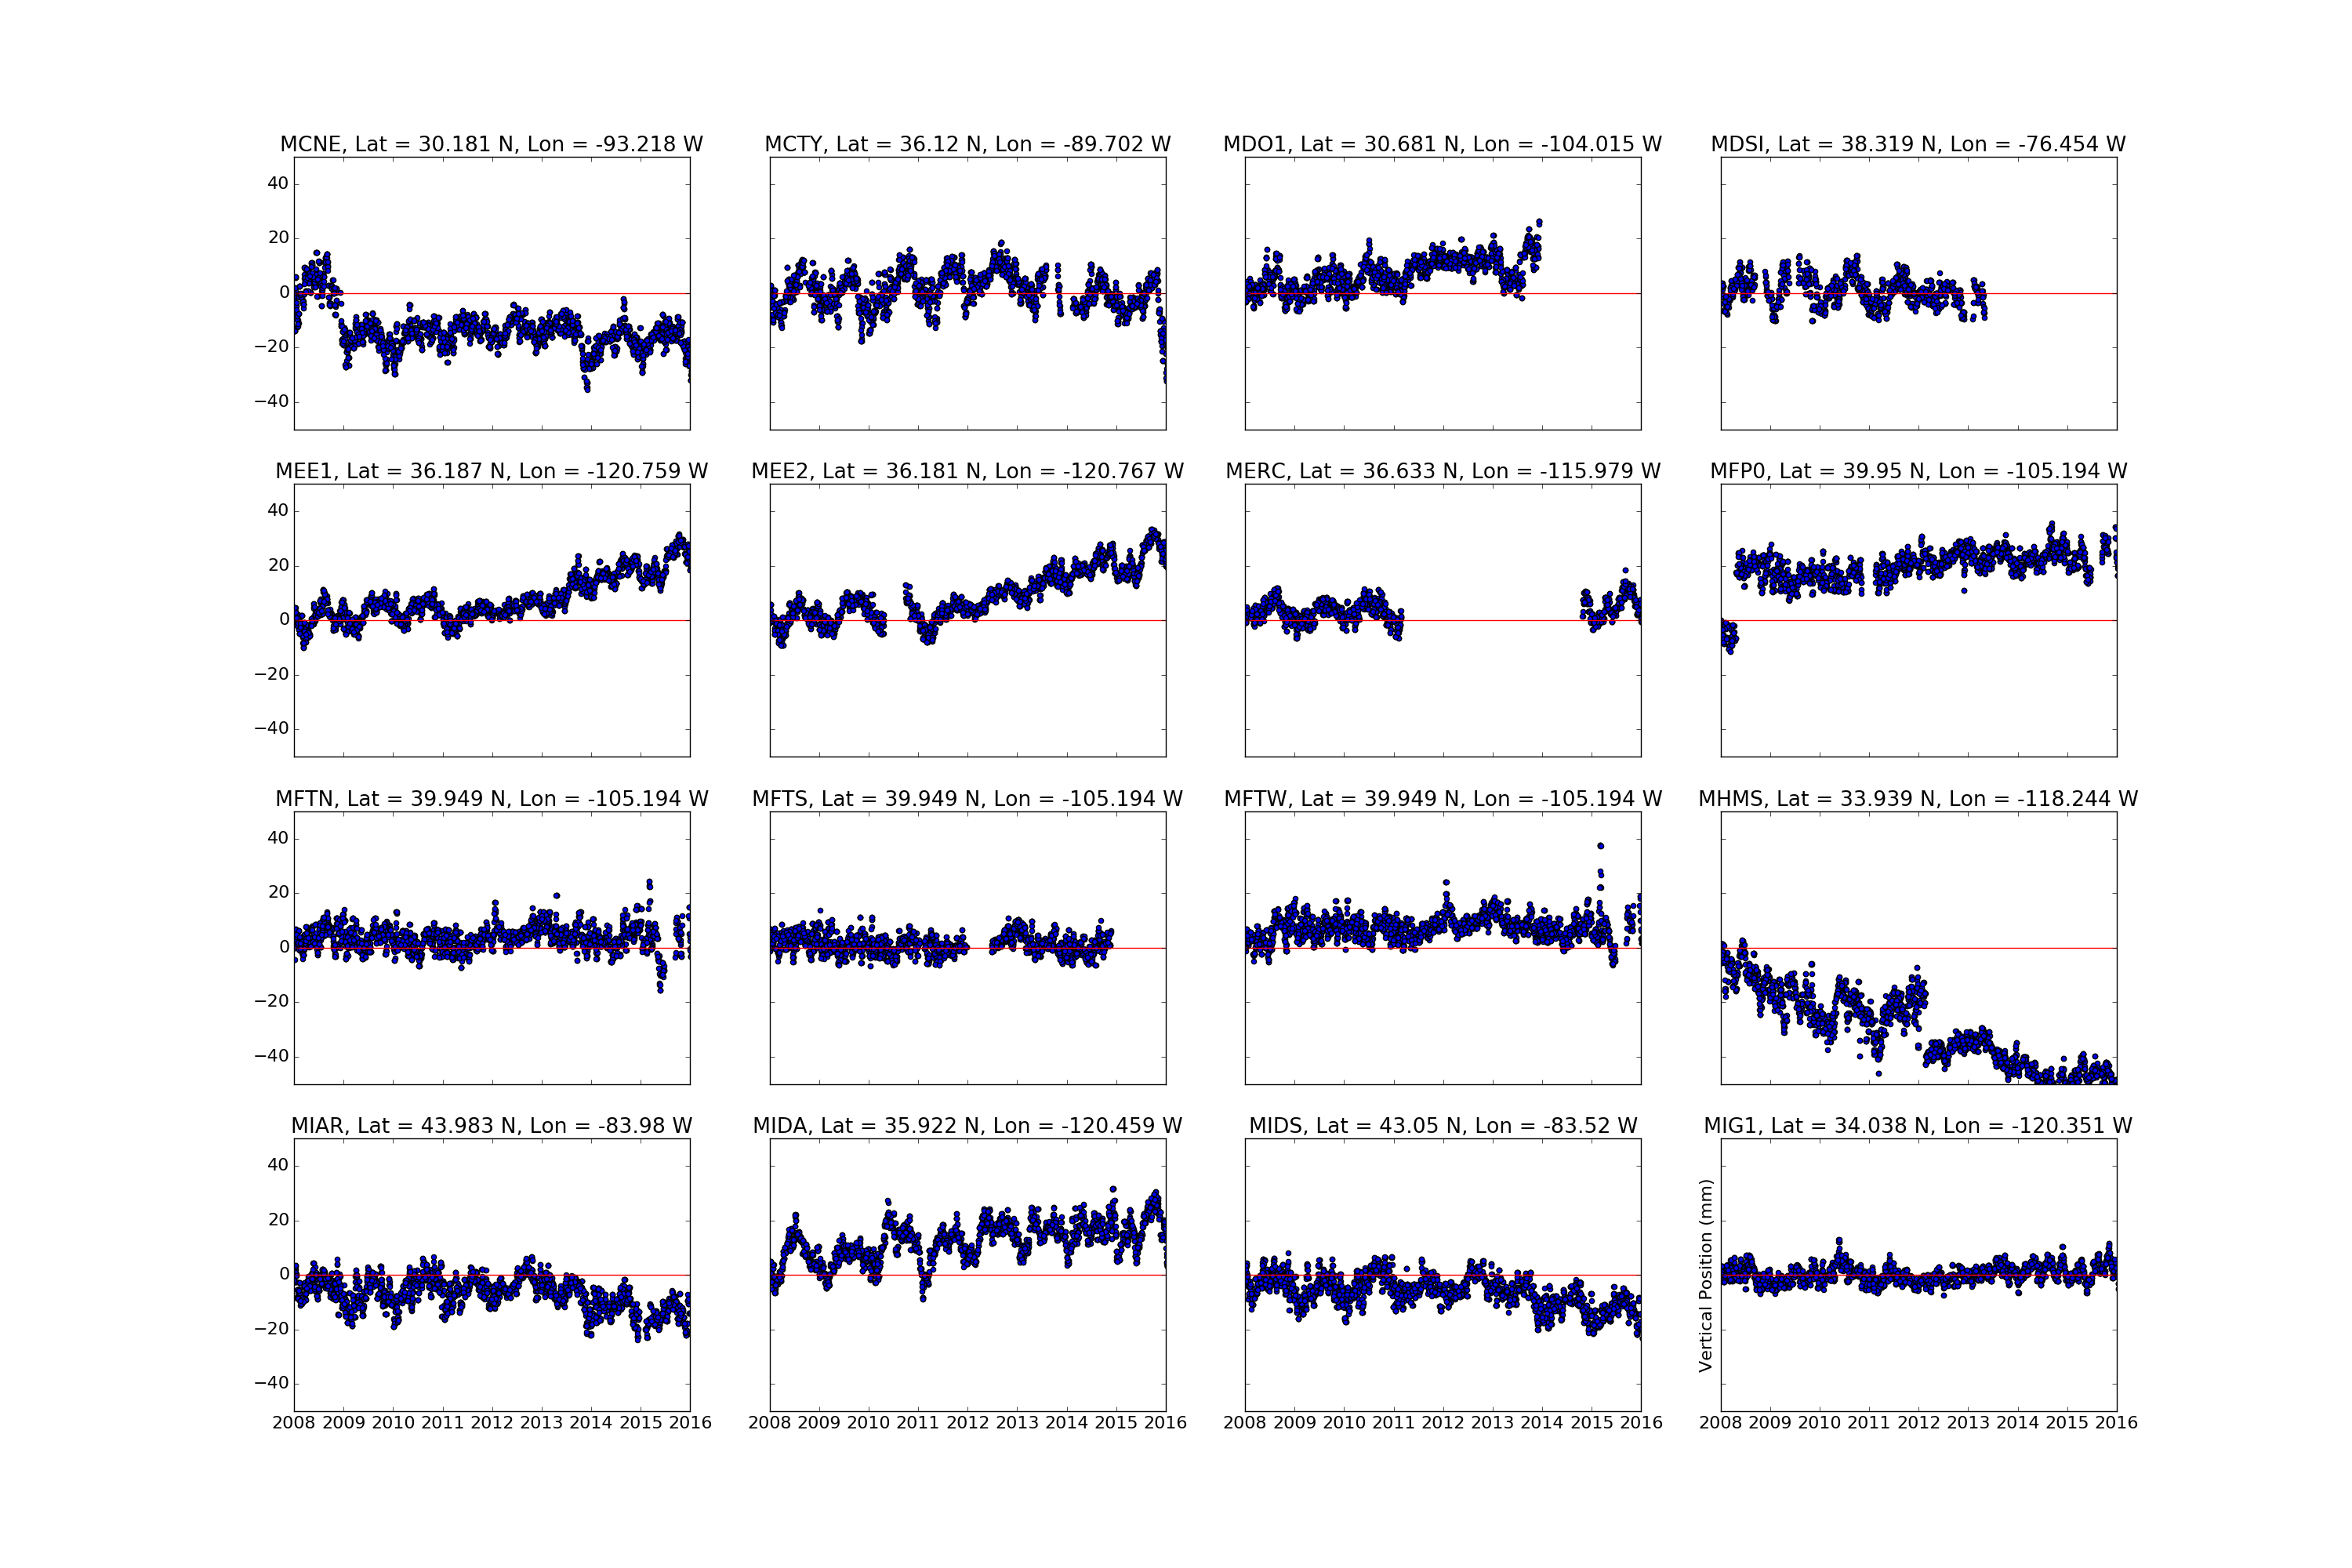 MCNE, Lat = 30.181 N, Lon = -93.218 W
MCTY, Lat = 36.12 N, Lon = -89.702 W
MDO1, Lat = 30.681 N, Lon = -104.015 W
MDSI, Lat = 38.319 N, Lon = -76.454 W
40
20
0
−20
−40
MEE1, Lat = 36.187 N, Lon = -120.759 W
MEE2, Lat = 36.181 N, Lon = -120.767 W
MERC, Lat = 36.633 N, Lon = -115.979 W
MFP0, Lat = 39.95 N, Lon = -105.194 W
40
20
0
−20
−40
MFTN, Lat = 39.949 N, Lon = -105.194 W
MFTS, Lat = 39.949 N, Lon = -105.194 W
MFTW, Lat = 39.949 N, Lon = -105.194 W
MHMS, Lat = 33.939 N, Lon = -118.244 W
40
20
0
−20
−40
MIAR, Lat = 43.983 N, Lon = -83.98 W
MIDA, Lat = 35.922 N, Lon = -120.459 W
MIDS, Lat = 43.05 N, Lon = -83.52 W
MIG1, Lat = 34.038 N, Lon = -120.351 W
40
20
0
−20
−40
Vertical Position (mm)
2008 2009 2010 2011 2012 2013 2014 2015 2016
2008 2009 2010 2011 2012 2013 2014 2015 2016
2008 2009 2010 2011 2012 2013 2014 2015 2016
2008 2009 2010 2011 2012 2013 2014 2015 2016